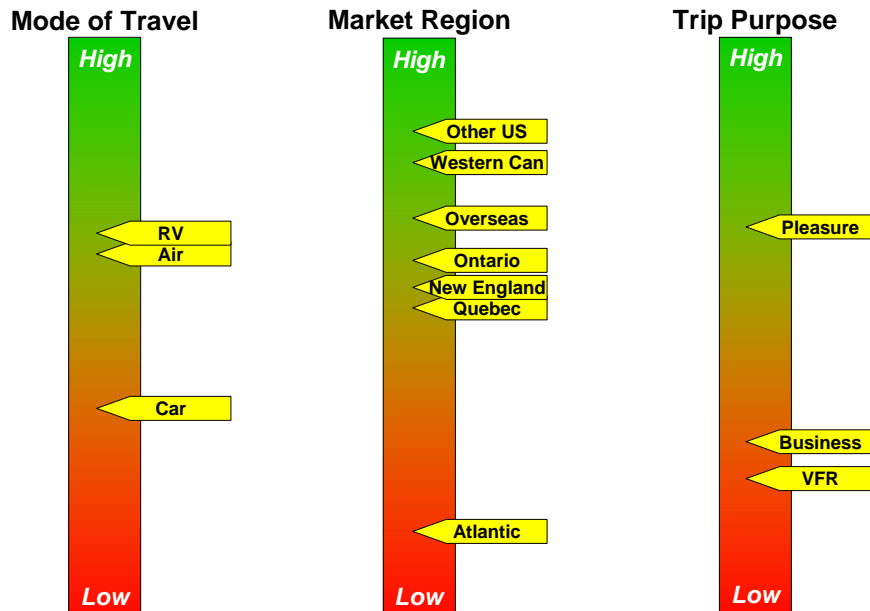 Mode of Travel
High
RV
Air
Car
Low
Market Region
High
Other US
Western Can
Overseas
Ontario
New England
Quebec
Atlantic
Low
Trip Purpose
High
Pleasure
Business
VFR
Low